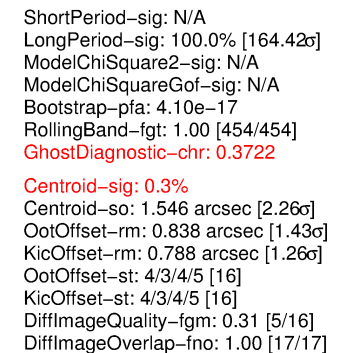 ShortPeriod−sig: N/A
LongPeriod−sig: 100.0% [164.42σ]
ModelChiSquare2−sig: N/A
ModelChiSquareGof−sig: N/A
Bootstrap−pfa: 4.10e−17
RollingBand−fgt: 1.00 [454/454]
GhostDiagnostic−chr: 0.3722
Centroid−sig: 0.3%
Centroid−so: 1.546 arcsec [2.26σ]
OotOffset−rm: 0.838 arcsec [1.43σ]
KicOffset−rm: 0.788 arcsec [1.26σ]
OotOffset−st: 4/3/4/5 [16]
KicOffset−st: 4/3/4/5 [16]
DiffImageQuality−fgm: 0.31 [5/16]
DiffImageOverlap−fno: 1.00 [17/17]